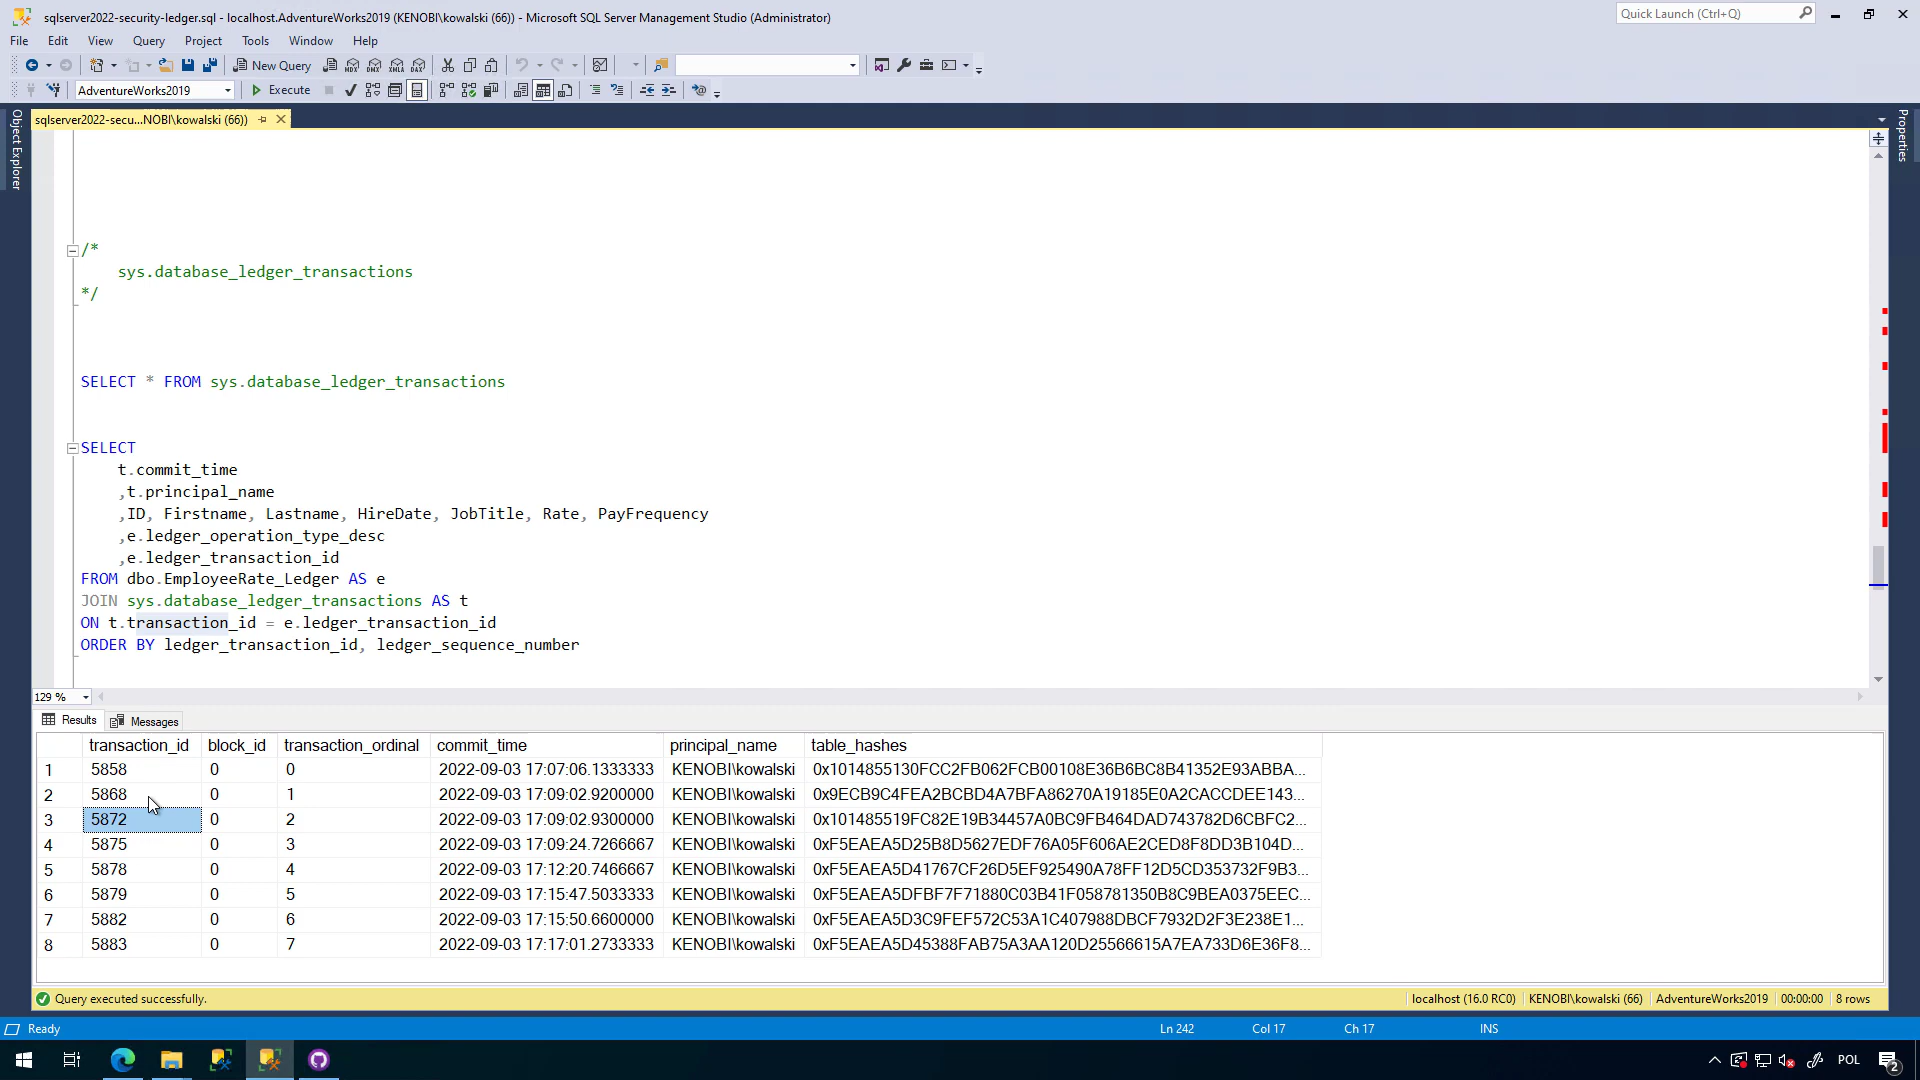 sqlserver2022-security-ledger.sql - localhost.AdventureWorks2019 (KENOBI\kowalski (66)) - Microsoft SQL Server Management Studio (Administrator)
Quick Launch (Ctrl+Q)
File Edit View Query Project Tools Window Help
New Query
AdventureWorks2019 Execute
sqlserver2022-secu...NOBI\kowalski (66))
Object Explorer
Properties
/*
sys.database_ledger_transactions
*/
SELECT * FROM sys.database_ledger_transactions
SELECT
t.commit_time
,t.principal_name
,ID, Firstname, Lastname, HireDate, JobTitle, Rate, PayFrequency
,e.ledger_operation_type_desc
,e.ledger_transaction_id
FROM dbo.EmployeeRate_Ledger AS e
JOIN sys.database_ledger_transactions AS t
ON t.transaction_id = e.ledger_transaction_id
ORDER BY ledger_transaction_id, ledger_sequence_number
129 %
Results Messages
transaction_id block_id transaction_ordinal commit_time principal_name table_hashes
1 5858 0 0 2022-09-03 17:07:06.1333333 KENOBI\kowalski 0x1014855130FCC2FB062FCB00108E36B6BC8B41352E93ABBA...
2 5868 0 1 2022-09-03 17:09:02.9200000 KENOBI\kowalski 0x9ECB9C4FEA2BCBD4A7BFA86270A19185E0A2CACCDEE143...
3 5872 0 2 2022-09-03 17:09:02.9300000 KENOBI\kowalski 0x101485519FC82E19B34457A0BC9FB464DAD743782D6CBFC2...
4 5875 0 3 2022-09-03 17:09:24.7266667 KENOBI\kowalski 0xF5EAEA5D25B8D5627EDF76A05F606AE2CED8F8DD3B104D...
5 5878 0 4 2022-09-03 17:12:20.7466667 KENOBI\kowalski 0xF5EAEA5D41767CF26D5EF925490A78FF12D5CD353732F9B3...
6 5879 0 5 2022-09-03 17:15:47.5033333 KENOBI\kowalski 0xF5EAEA5DFBF7F71880C03B41F058781350B8C9BEA0375EEC...
7 5882 0 6 2022-09-03 17:15:50.6600000 KENOBI\kowalski 0xF5EAEA5D3C9FEF572C53A1C407988DBCF7932D2F3E238E1...
8 5883 0 7 2022-09-03 17:17:01.2733333 KENOBI\kowalski 0xF5EAEA5D45388FAB75A3AA120D25566615A7EA733D6E36F8...
Query executed successfully. localhost (16.0 RC0) KENOBI\kowalski (66) AdventureWorks2019 00:00:00 8 rows
Ready Ln 242 Col 17 Ch 17 INS
POL 2